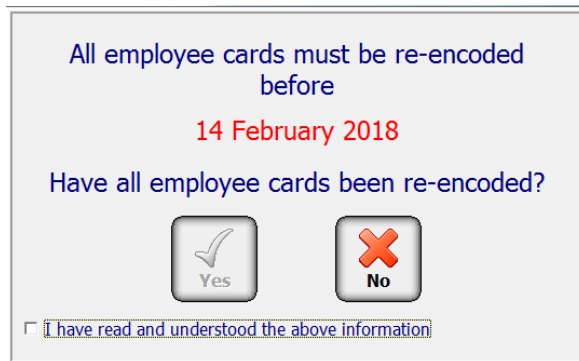 All employee cards must be re-encoded
before
14 February 2018
Have all employee cards been re-encoded?
Yes
No
I have read and understood the above information